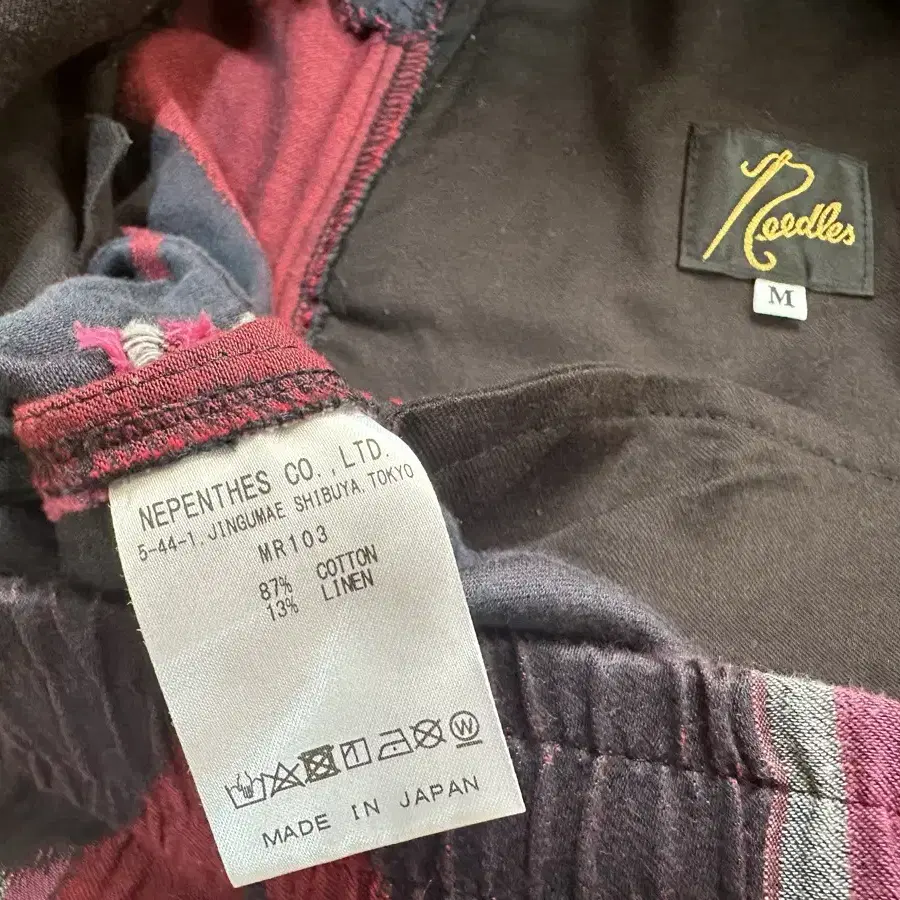 Needles
M
NEPENTHES CO.,LTD.
5-44-1,JINGUMAE SHIBUYA,TOKYO
MR103
87% COTTON
13% LINEN
W
MADE IN JAPAN